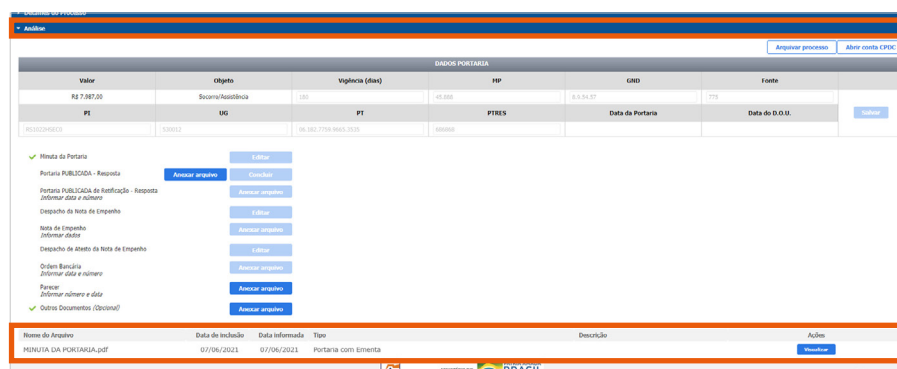 Detalhes do Processo
Análise
Arquivar processo Abrir conta CPDC
DADOS PORTARIA
Valor Objeto Vigência (dias) MP GND Fonte
R$ 7.987,00 Socorro/Assistência 180
PI UG PT PTRES Data da Portaria Data do D.O.U. Salvar
530012
Minuta da Portaria Editar
Portaria PUBLICADA - Resposta Anexar arquivo Concluir
Portaria PUBLICADA de Retificação - Resposta Anexar arquivo
Informar data e número
Despacho da Nota de Empenho Editar
Nota de Empenho Anexar arquivo
Informar dados
Despacho de Atesto da Nota de Empenho Editar
Ordem Bancária Anexar arquivo
Informar data e número
Parecer Anexar arquivo
Informar número e data
Outros Documentos (Opcional) Anexar arquivo
Nome do Arquivo Data de inclusão Data informada Tipo Descrição Ações
MINUTA DA PORTARIA.pdf 07/06/2021 07/06/2021 Portaria com Ementa Visualizar